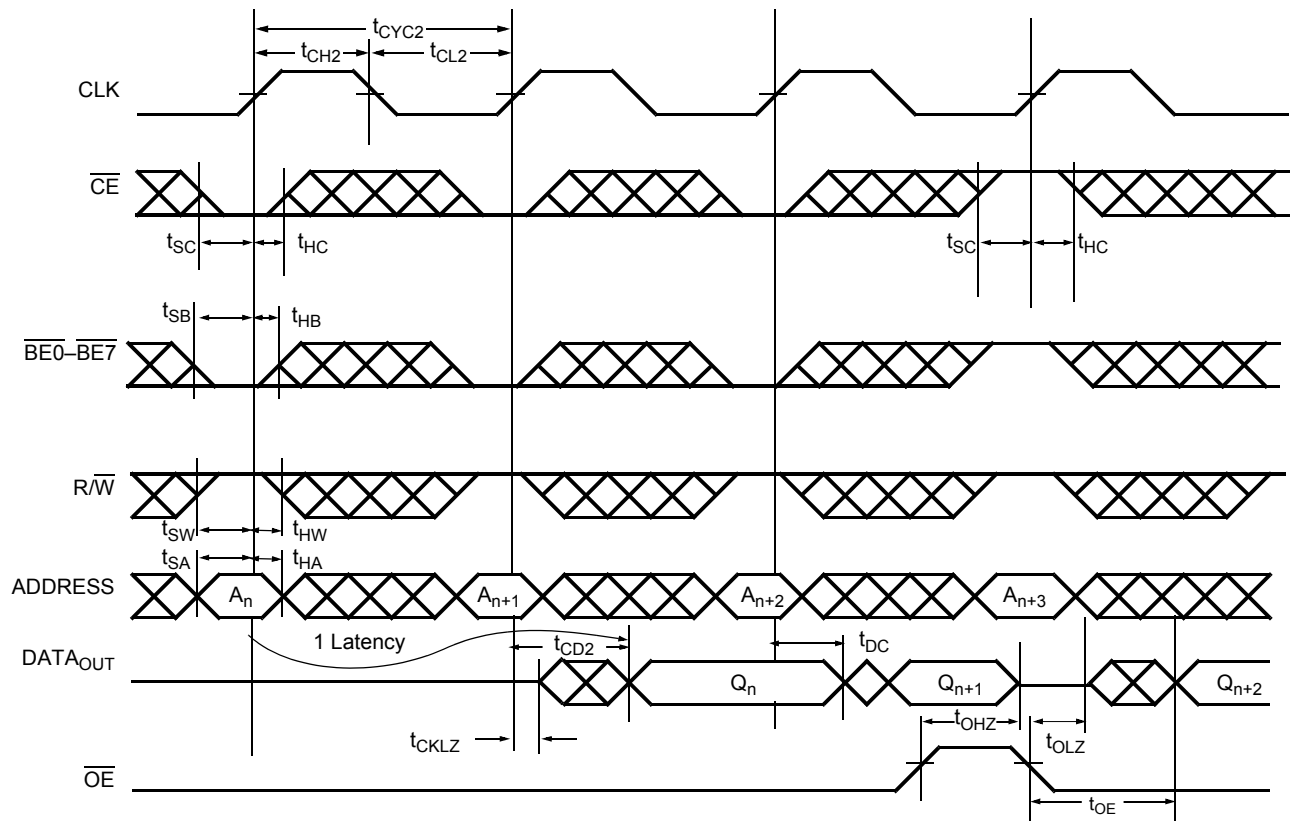 tCYC2
tCH2 tCL2
CLK
CE
tSC tHC tSC tHC
tSB tHB
BE0–BE7
R/W
tSW tHW
tSA tHA
ADDRESS An An+1 An+2 An+3
1 Latency tCD2 tDC
DATAOUT Qn Qn+1 Qn+2
tOHZ
tCKLZ tOLZ
OE
tOE